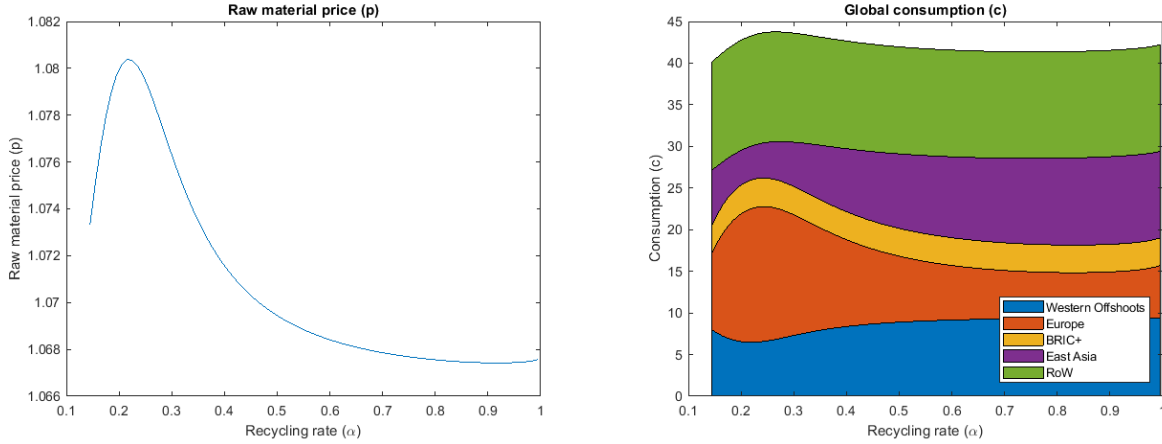 Raw material price (p)
1.082
1.08
1.078
1.076
1.074
1.072
1.07
1.068
1.066
Raw material price (p)
0.1 0.2 0.3 0.4 0.5 0.6 0.7 0.8 0.9 1
Recycling rate (α)
Global consumption (c)
45
40
35
30
25
20
15
10
5
0
Consumption (c)
Western Offshoots
Europe
BRIC+
East Asia
RoW
0.1 0.2 0.3 0.4 0.5 0.6 0.7 0.8 0.9 1
Recycling rate (α)